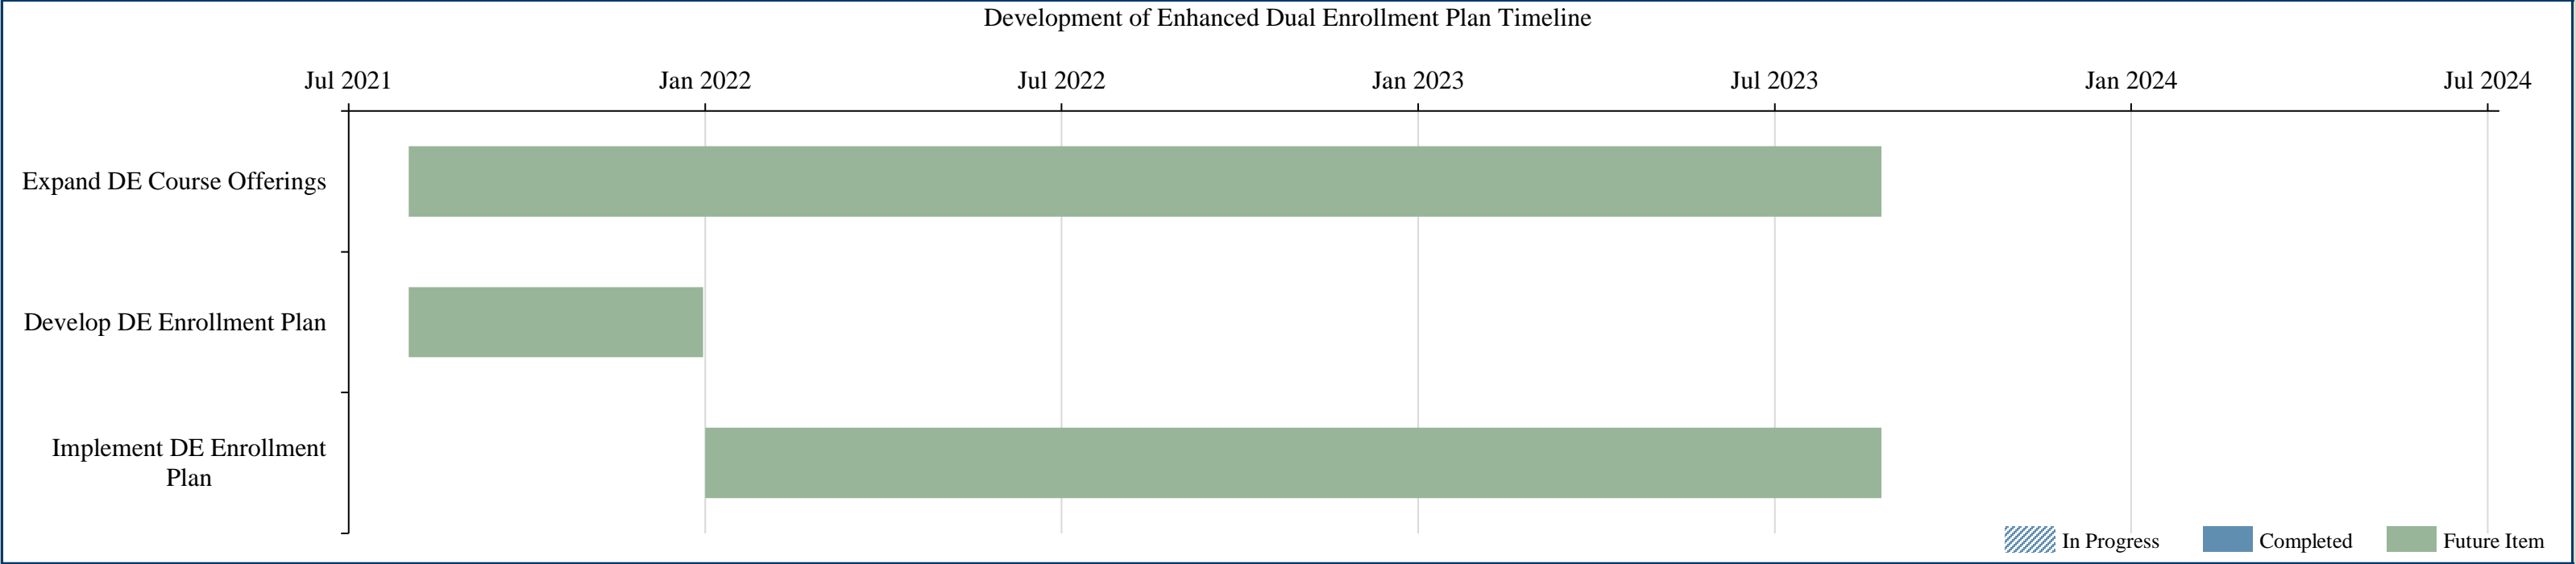 Development of Enhanced Dual Enrollment Plan Timeline
Jul 2021 Jan 2022 Jul 2022 Jan 2023 Jul 2023 Jan 2024 Jul 2024
Expand DE Course Offerings
Develop DE Enrollment Plan
Implement DE Enrollment
Plan
In Progress Completed Future Item